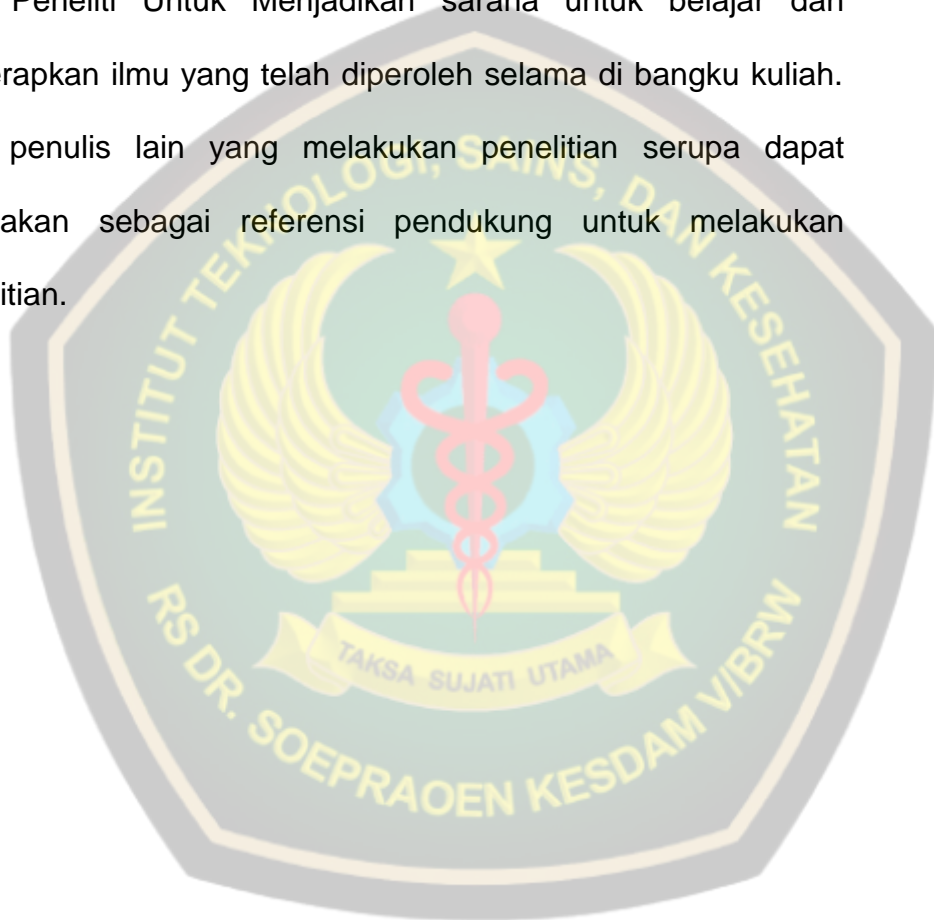 Peneliti Untuk Menjadikan sarana untuk belajar dan
erapkan ilmu yang telah diperoleh selama di bangku kuliah.
penulis lain yang melakukan penelitian serupa dapat
akan sebagai referensi pendukung untuk melakukan
itian.
INSTITUT TEKNOLOGI, SAINS, DAN KESEHATAN
TAKSA SUJATI UTAMA
RS DR. SOEPRAOEN KESDAM V/BRW